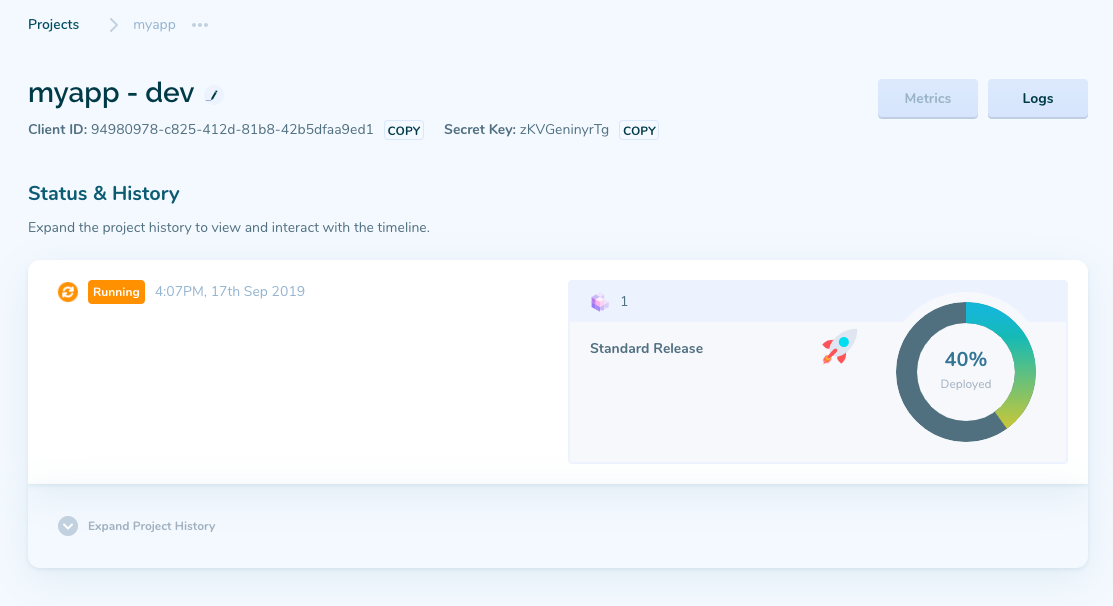 Projects myapp
myapp - dev
Metrics Logs
Client ID: 94980978-c825-412d-81b8-42b5dfaa9ed1 COPY Secret Key: zKVGeninyrTg COPY
Status & History
Expand the project history to view and interact with the timeline.
Running 4:07PM, 17th Sep 2019
1
Standard Release
40%
Deployed
Expand Project History